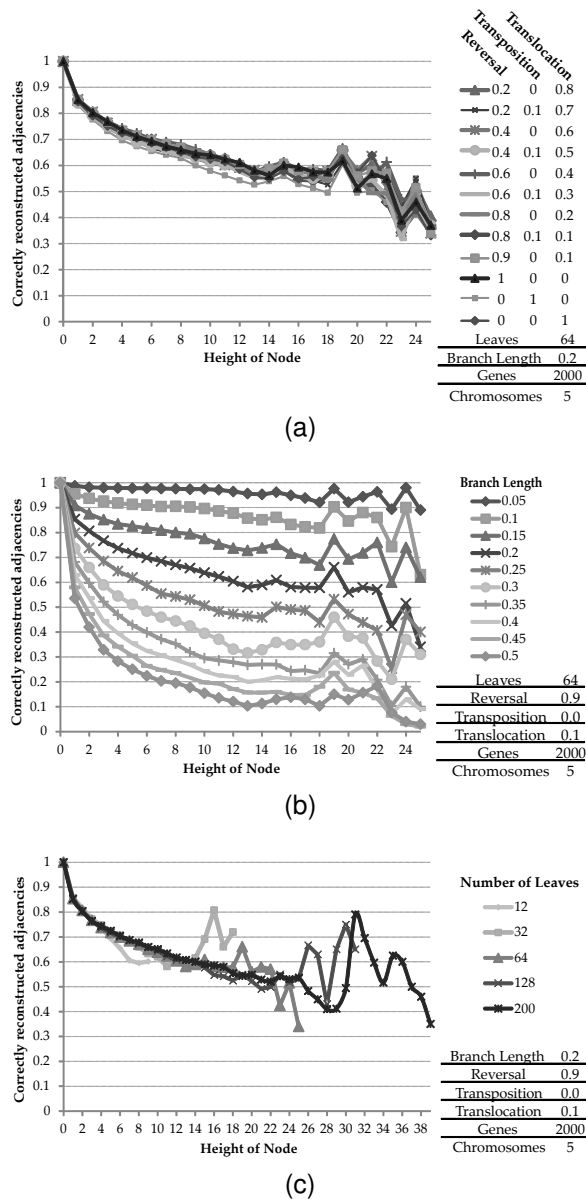 Correctly reconstructed adjacencies
1
0.9
0.8
0.7
0.6
0.5
0.4
0.3
0.2
0.1
0
0 2 4 6 8 10 12 14 16 18 20 22 24
Height of Node
Reversal Transposition Translocation
0.2 0 0.8
0.2 0.1 0.7
0.4 0 0.6
0.4 0.1 0.5
0.6 0 0.4
0.6 0.1 0.3
0.8 0 0.2
0.8 0.1 0.1
0.9 0 0.1
1 0 0
0 1 0
0 0 1
Leaves 64
Branch Length 0.2
Genes 2000
Chromosomes 5
(a)
Correctly reconstructed adjacencies
1
0.9
0.8
0.7
0.6
0.5
0.4
0.3
0.2
0.1
0
0 2 4 6 8 10 12 14 16 18 20 22 24
Height of Node
Branch Length
0.05
0.1
0.15
0.2
0.25
0.3
0.35
0.4
0.45
0.5
Leaves 64
Reversal 0.9
Transposition 0.0
Translocation 0.1
Genes 2000
Chromosomes 5
(b)
Correctly reconstructed adjacencies
1
0.9
0.8
0.7
0.6
0.5
0.4
0.3
0.2
0.1
0
0 2 4 6 8 10 12 14 16 18 20 22 24 26 28 30 32 34 36 38
Height of Node
Number of Leaves
12
32
64
128
200
Branch Length 0.2
Reversal 0.9
Transposition 0.0
Translocation 0.1
Genes 2000
Chromosomes 5
(c)